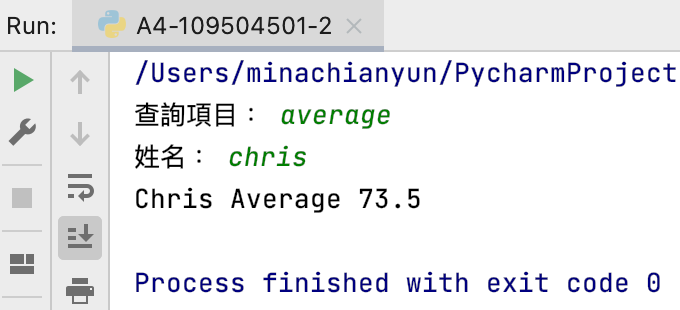 Run: A4-109504501-2
/Users/minachianyun/PycharmProject
查詢項目： average
姓名： chris
Chris Average 73.5
Process finished with exit code 0